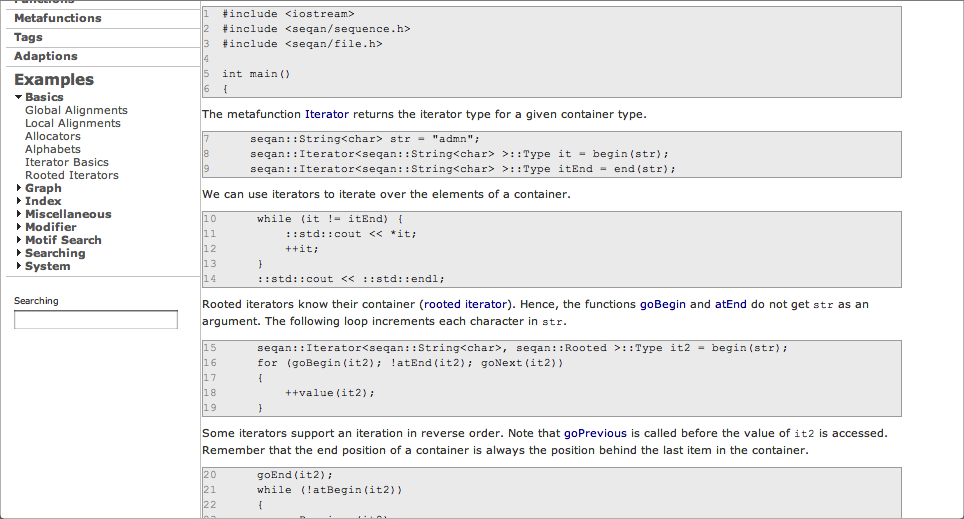 Functions
Metafunctions
Tags
Adaptions
Examples
Basics
Global Alignments
Local Alignments
Allocators
Alphabets
Iterator Basics
Rooted Iterators
Graph
Index
Miscellaneous
Modifier
Motif Search
Searching
System
Searching
1 #include <iostream>
2 #include <seqan/sequence.h>
3 #include <seqan/file.h>
4
5 int main()
6 {
The metafunction Iterator returns the iterator type for a given container type.
7 seqan::String<char> str = "admn";
8 seqan::Iterator<seqan::String<char> >::Type it = begin(str);
9 seqan::Iterator<seqan::String<char> >::Type itEnd = end(str);
We can use iterators to iterate over the elements of a container.
10 while (it != itEnd) {
11 ::std::cout << *it;
12 ++it;
13 }
14 ::std::cout << ::std::endl;
Rooted iterators know their container (rooted iterator). Hence, the functions goBegin and atEnd do not get str as an
argument. The following loop increments each character in str.
15 seqan::Iterator<seqan::String<char>, seqan::Rooted >::Type it2 = begin(str);
16 for (goBegin(it2); !atEnd(it2); goNext(it2))
17 {
18 ++value(it2);
19 }
Some iterators support an iteration in reverse order. Note that goPrevious is called before the value of it2 is accessed.
Remember that the end position of a container is always the position behind the last item in the container.
20 goEnd(it2);
21 while (!atBegin(it2))
22 {